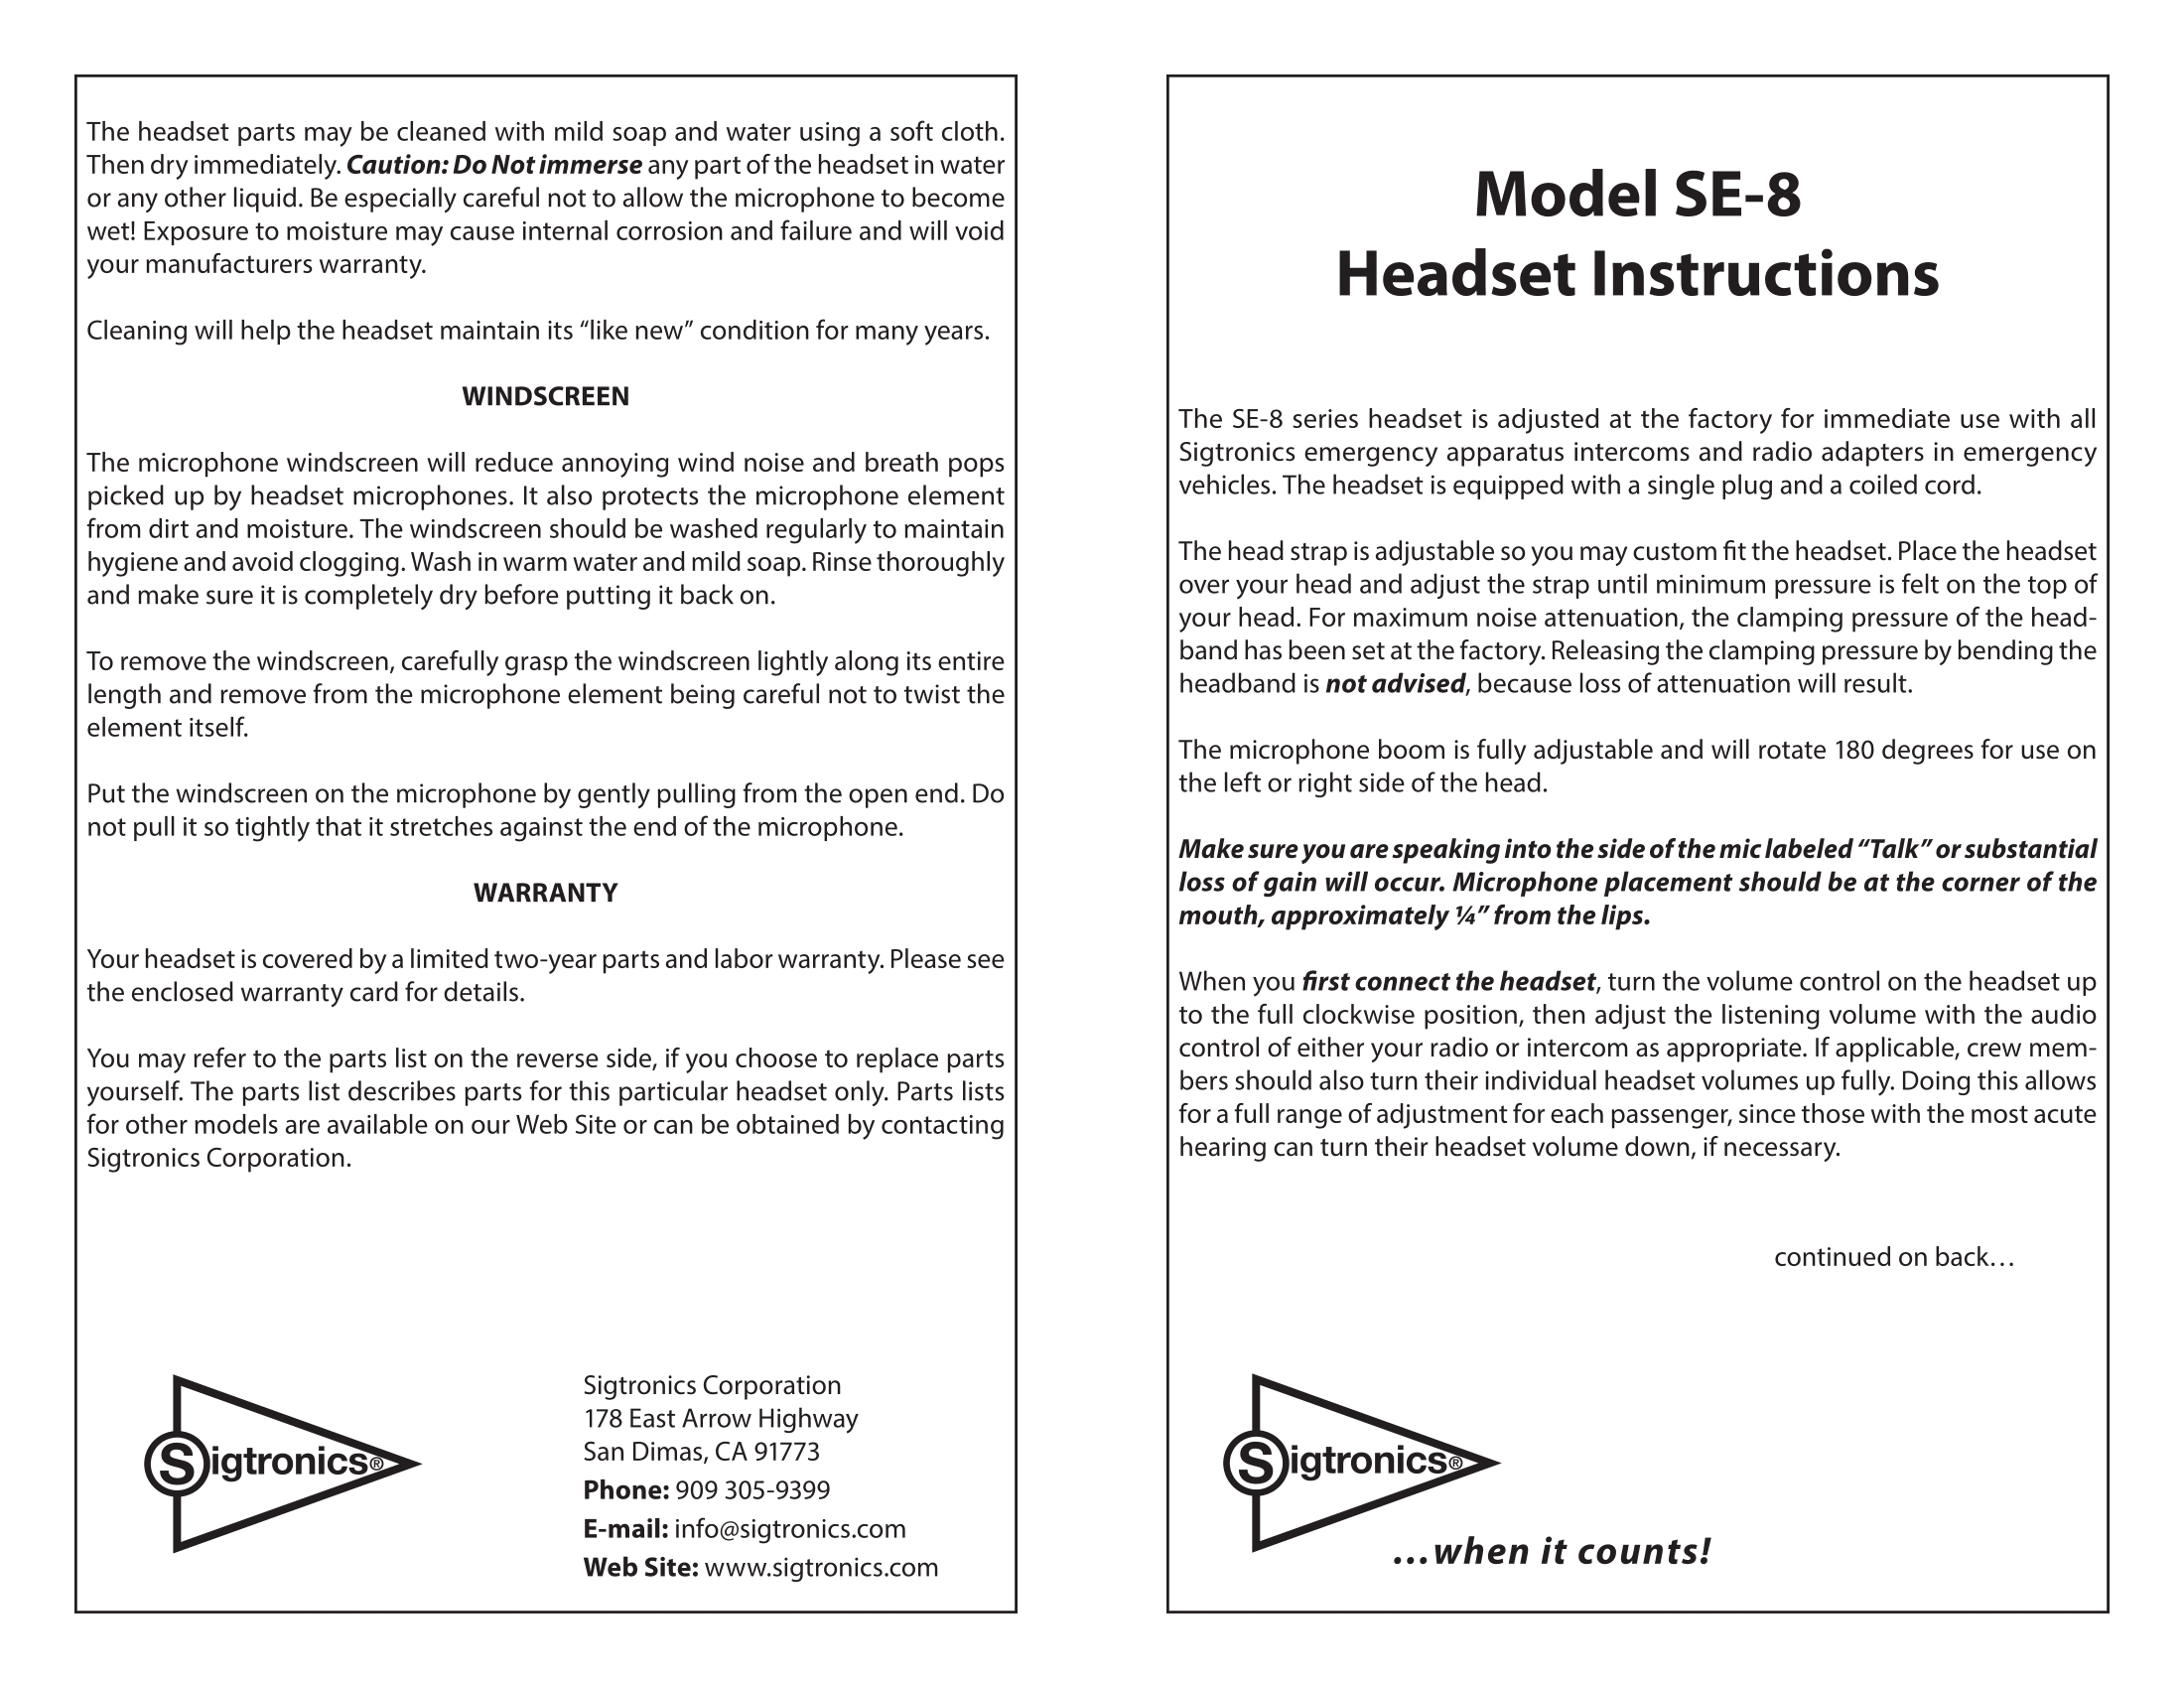 The headset parts may be cleaned with mild soap and water using a soft cloth.
Then dry immediately. Caution: Do Not immerse any part of the headset in water
or any other liquid. Be especially careful not to allow the microphone to become
wet! Exposure to moisture may cause internal corrosion and failure and will void
your manufacturers warranty.
Cleaning will help the headset maintain its “like new” condition for many years.
WINDSCREEN
The microphone windscreen will reduce annoying wind noise and breath pops
picked up by headset microphones. It also protects the microphone element
from dirt and moisture. The windscreen should be washed regularly to maintain
hygiene and avoid clogging. Wash in warm water and mild soap. Rinse thoroughly
and make sure it is completely dry before putting it back on.
To remove the windscreen, carefully grasp the windscreen lightly along its entire
length and remove from the microphone element being careful not to twist the
element itself.
Put the windscreen on the microphone by gently pulling from the open end. Do
not pull it so tightly that it stretches against the end of the microphone.
WARRANTY
Your headset is covered by a limited two-year parts and labor warranty. Please see
the enclosed warranty card for details.
You may refer to the parts list on the reverse side, if you choose to replace parts
yourself. The parts list describes parts for this particular headset only. Parts lists
for other models are available on our Web Site or can be obtained by contacting
Sigtronics Corporation.
Sigtronics®
Sigtronics Corporation
178 East Arrow Highway
San Dimas, CA 91773
Phone: 909 305-9399
E-mail: info@sigtronics.com
Web Site: www.sigtronics.com
Model SE-8
Headset Instructions
The SE-8 series headset is adjusted at the factory for immediate use with all
Sigtronics emergency apparatus intercoms and radio adapters in emergency
vehicles. The headset is equipped with a single plug and a coiled cord.
The head strap is adjustable so you may custom fit the headset. Place the headset
over your head and adjust the strap until minimum pressure is felt on the top of
your head. For maximum noise attenuation, the clamping pressure of the head-
band has been set at the factory. Releasing the clamping pressure by bending the
headband is not advised, because loss of attenuation will result.
The microphone boom is fully adjustable and will rotate 180 degrees for use on
the left or right side of the head.
Make sure you are speaking into the side of the mic labeled “Talk” or substantial
loss of gain will occur. Microphone placement should be at the corner of the
mouth, approximately ¼” from the lips.
When you first connect the headset, turn the volume control on the headset up
to the full clockwise position, then adjust the listening volume with the audio
control of either your radio or intercom as appropriate. If applicable, crew mem-
bers should also turn their individual headset volumes up fully. Doing this allows
for a full range of adjustment for each passenger, since those with the most acute
hearing can turn their headset volume down, if necessary.
continued on back…
Sigtronics®
…when it counts!